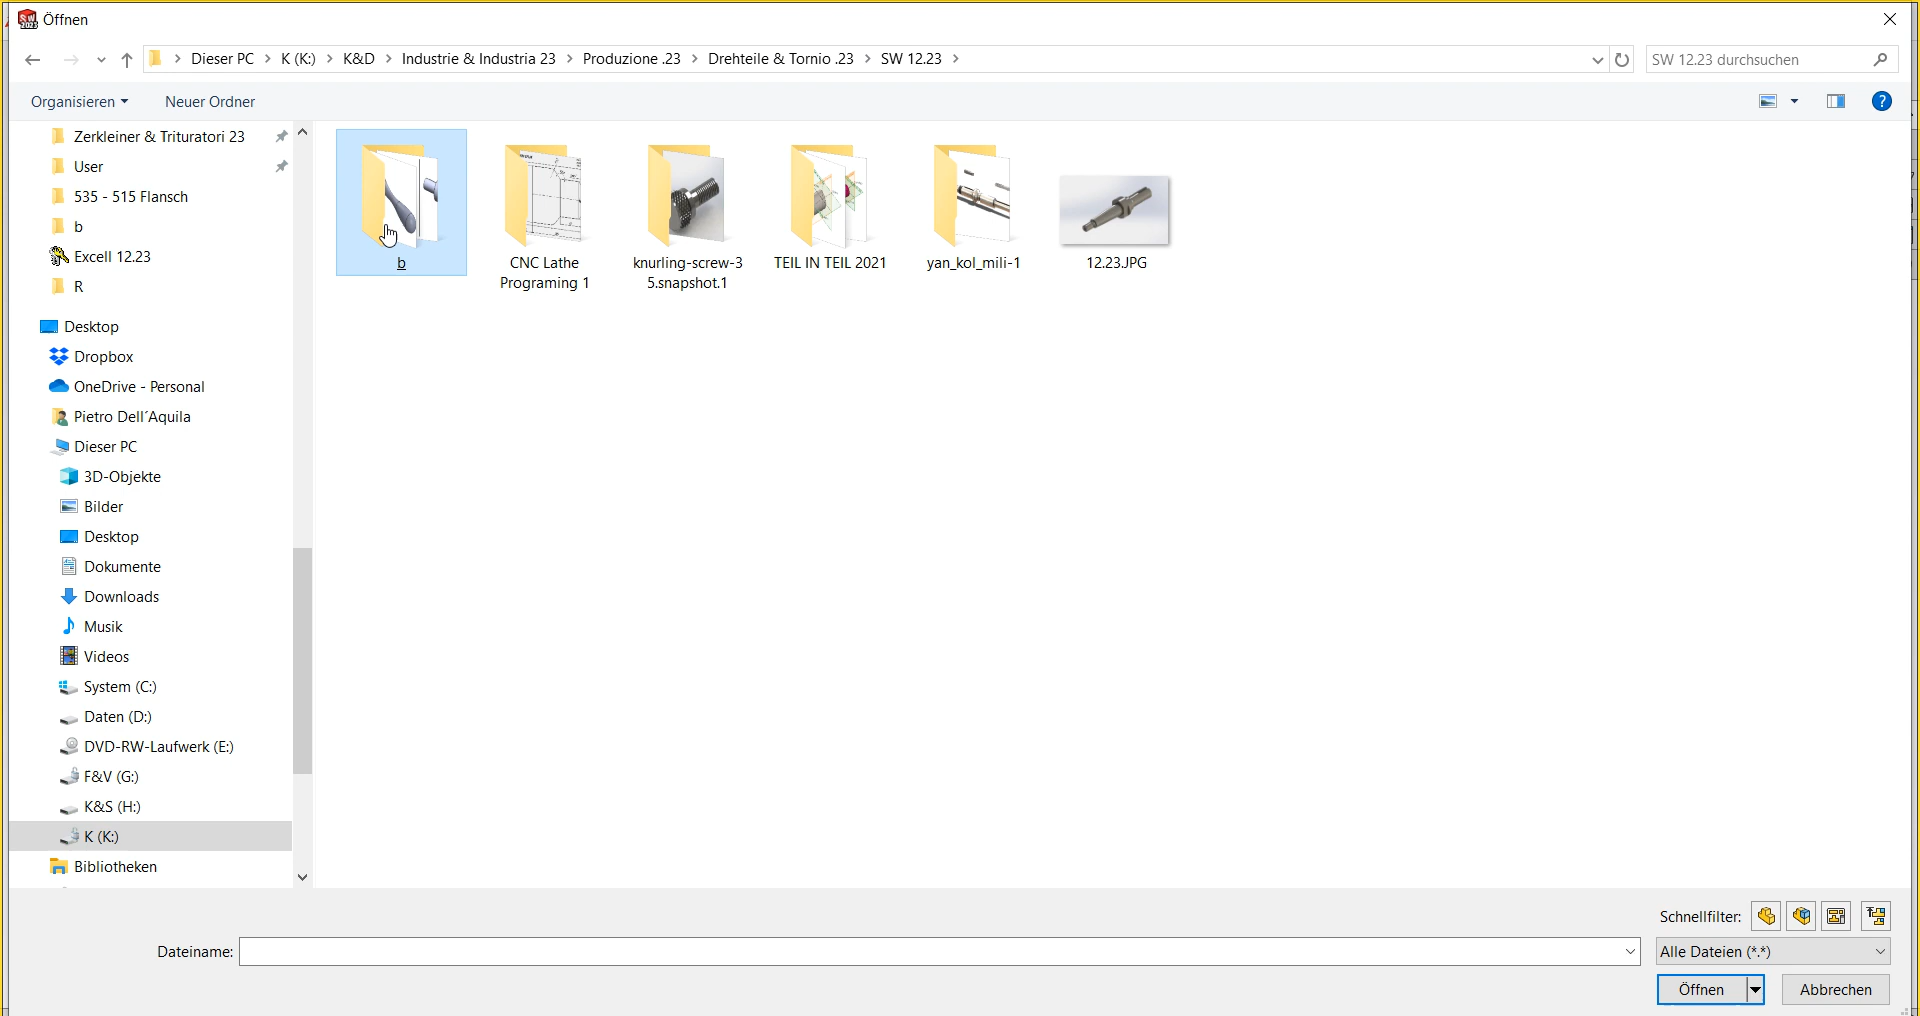 Öffnen
Dieser PC > K (K:) > K&D > Industrie & Industria 23 > Produzione .23 > Drehteile & Tornio .23 > SW 12.23 >
SW 12.23 durchsuchen
Organisieren
Neuer Ordner
Zerkleiner & Trituratori 23
User
535 - 515 Flansch
b
Excell 12.23
R
Desktop
Dropbox
OneDrive - Personal
Pietro Dell´Aquila
Dieser PC
3D-Objekte
Bilder
Desktop
Dokumente
Downloads
Musik
Videos
System (C:)
Daten (D:)
DVD-RW-Laufwerk (E:)
F&V (G:)
K&S (H:)
K (K:)
Bibliotheken
b
CNC Lathe
Programing 1
knurling-screw-3
5.snapshot.1
TEIL IN TEIL 2021
yan_kol_mili-1
12.23.JPG
Schnellfilter:
Dateiname:
Alle Dateien (*.*)
Öffnen
Abbrechen